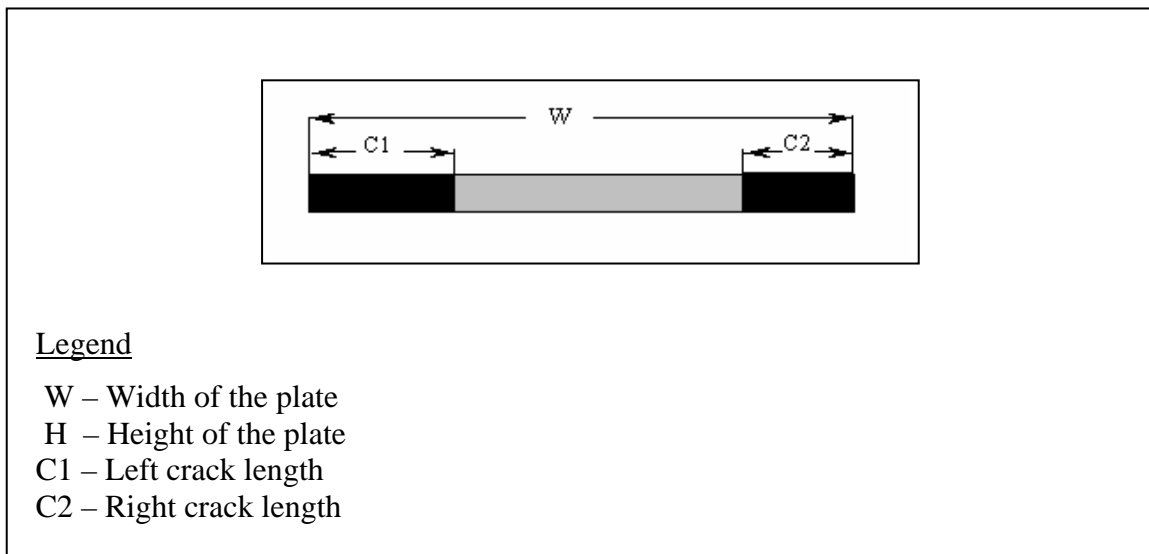 W
C1
C2
Legend
W – Width of the plate
H – Height of the plate
C1 – Left crack length
C2 – Right crack length